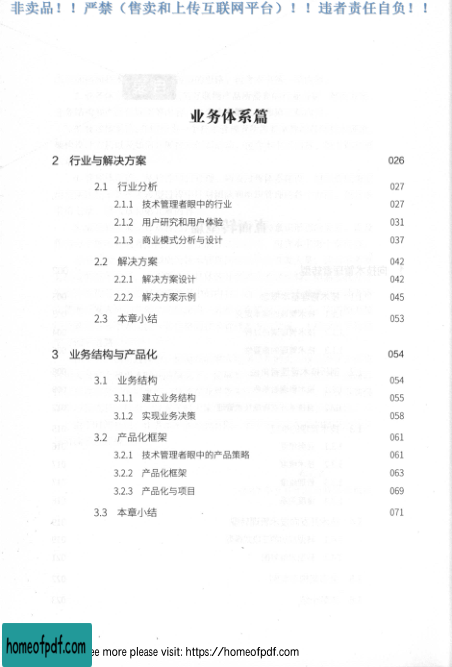 非卖品！！严禁（售卖和上传互联网平台）！！违者责任自负！！
业务体系篇
2 行业与解决方案 026
2.1 行业分析 027
2.1.1 技术管理者眼中的行业 027
2.1.2 用户研究和用户体验 031
2.1.3 商业模式分析与设计 037
2.2 解决方案 042
2.2.1 解决方案设计 042
2.2.2 解决方案示例 045
2.3 本章小结 053
3 业务结构与产品化 054
3.1 业务结构 054
3.1.1 建立业务结构 055
3.1.2 实现业务决策 058
3.2 产品化框架 061
3.2.1 技术管理者眼中的产品策略 061
3.2.2 产品化框架 063
3.2.3 产品化与项目 069
3.3 本章小结 071
homeofpdf.com
ee more please visit: https://homeofpdf.com